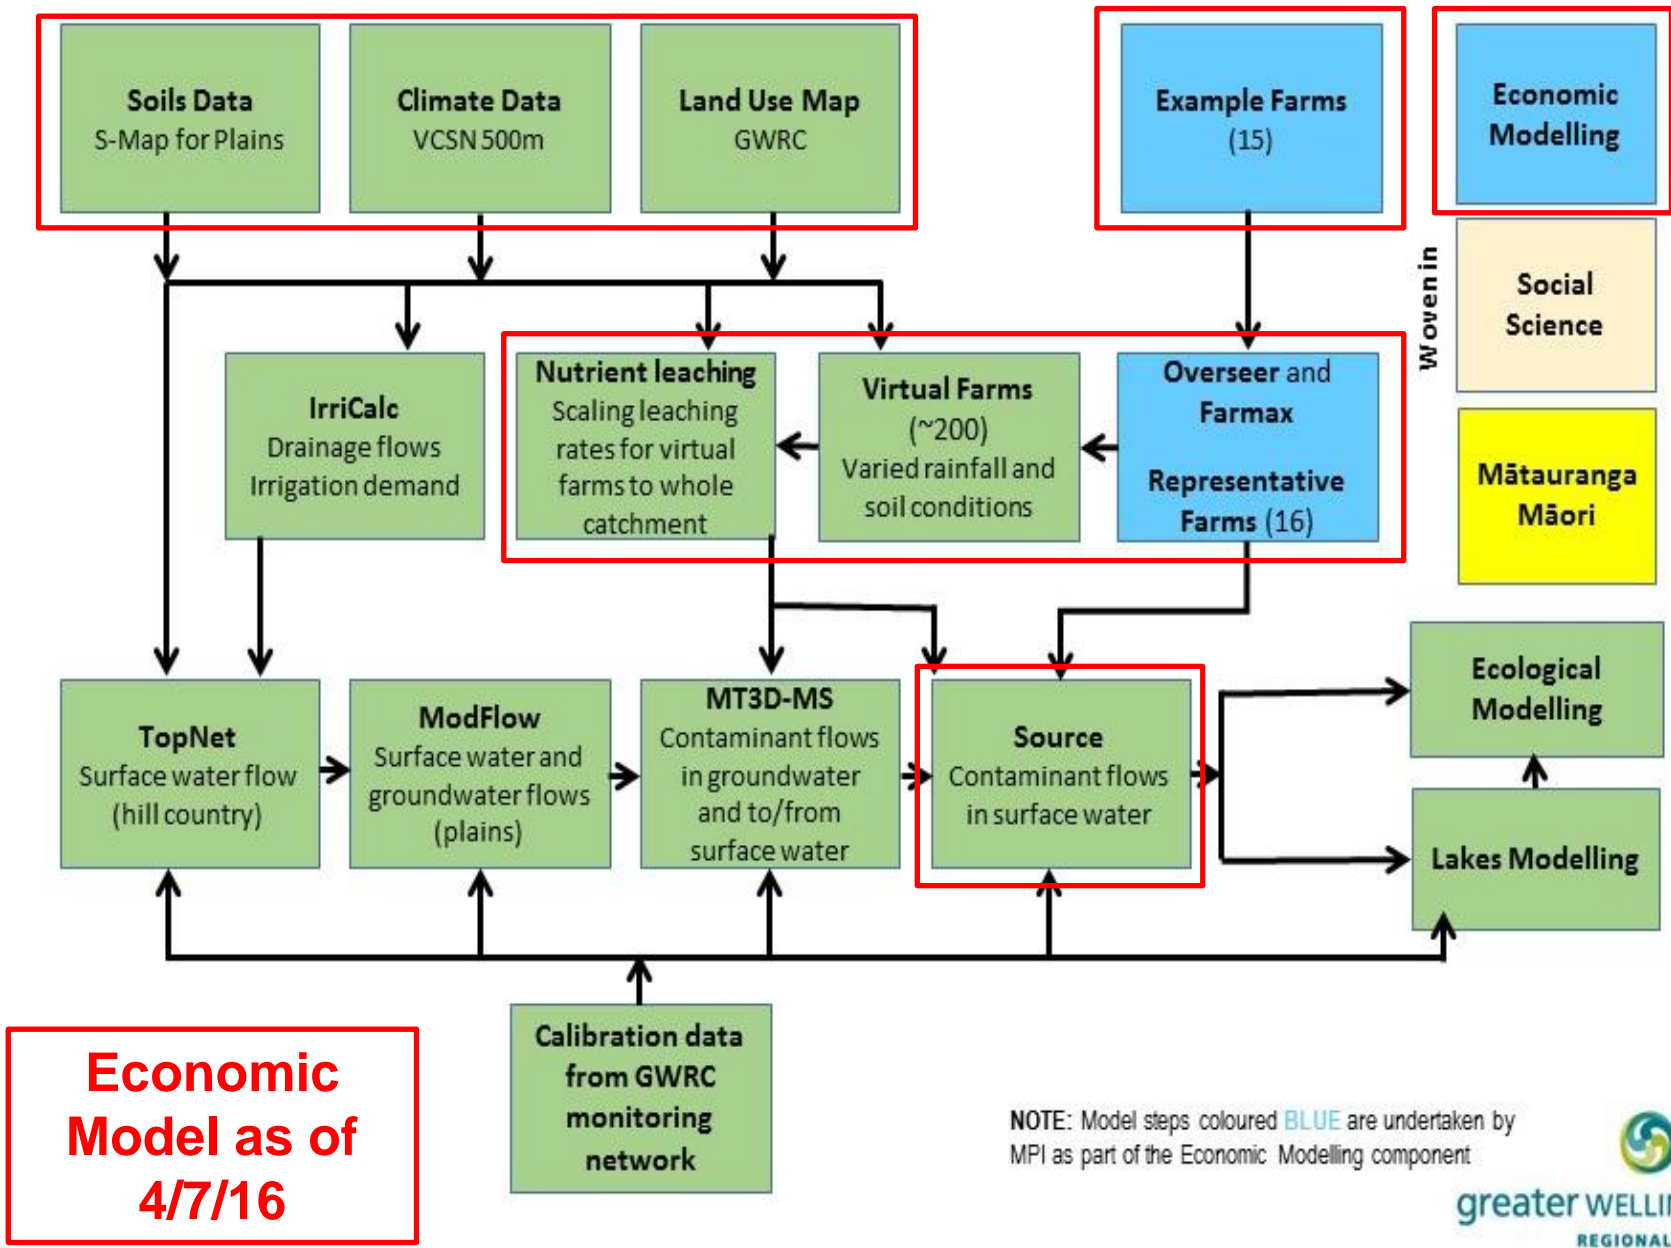 Soils Data
S-Map for Plains
Climate Data
VCSN 500m
Land Use Map
GWRC
Example Farms
(15)
Economic
Modelling
Woven in
Social
Science
Mātauranga
Māori
IrriCalc
Drainage flows
Irrigation demand
Nutrient leaching
Scaling leaching
rates for virtual
farms to whole
catchment
Virtual Farms
(~200)
Varied rainfall and
soil conditions
Overseer and
Farmax
Representative
Farms (16)
TopNet
Surface water flow
(hill country)
ModFlow
Surface water and
groundwater flows
(plains)
MT3D-MS
Contaminant flows
in groundwater
and to/from
surface water
Source
Contaminant flows
in surface water
Ecological
Modelling
Lakes Modelling
Calibration data
from GWRC
monitoring
network
Economic
Model as of
4/7/16
NOTE: Model steps coloured BLUE are undertaken by
MPI as part of the Economic Modelling component
greater WELLI
REGIONAL